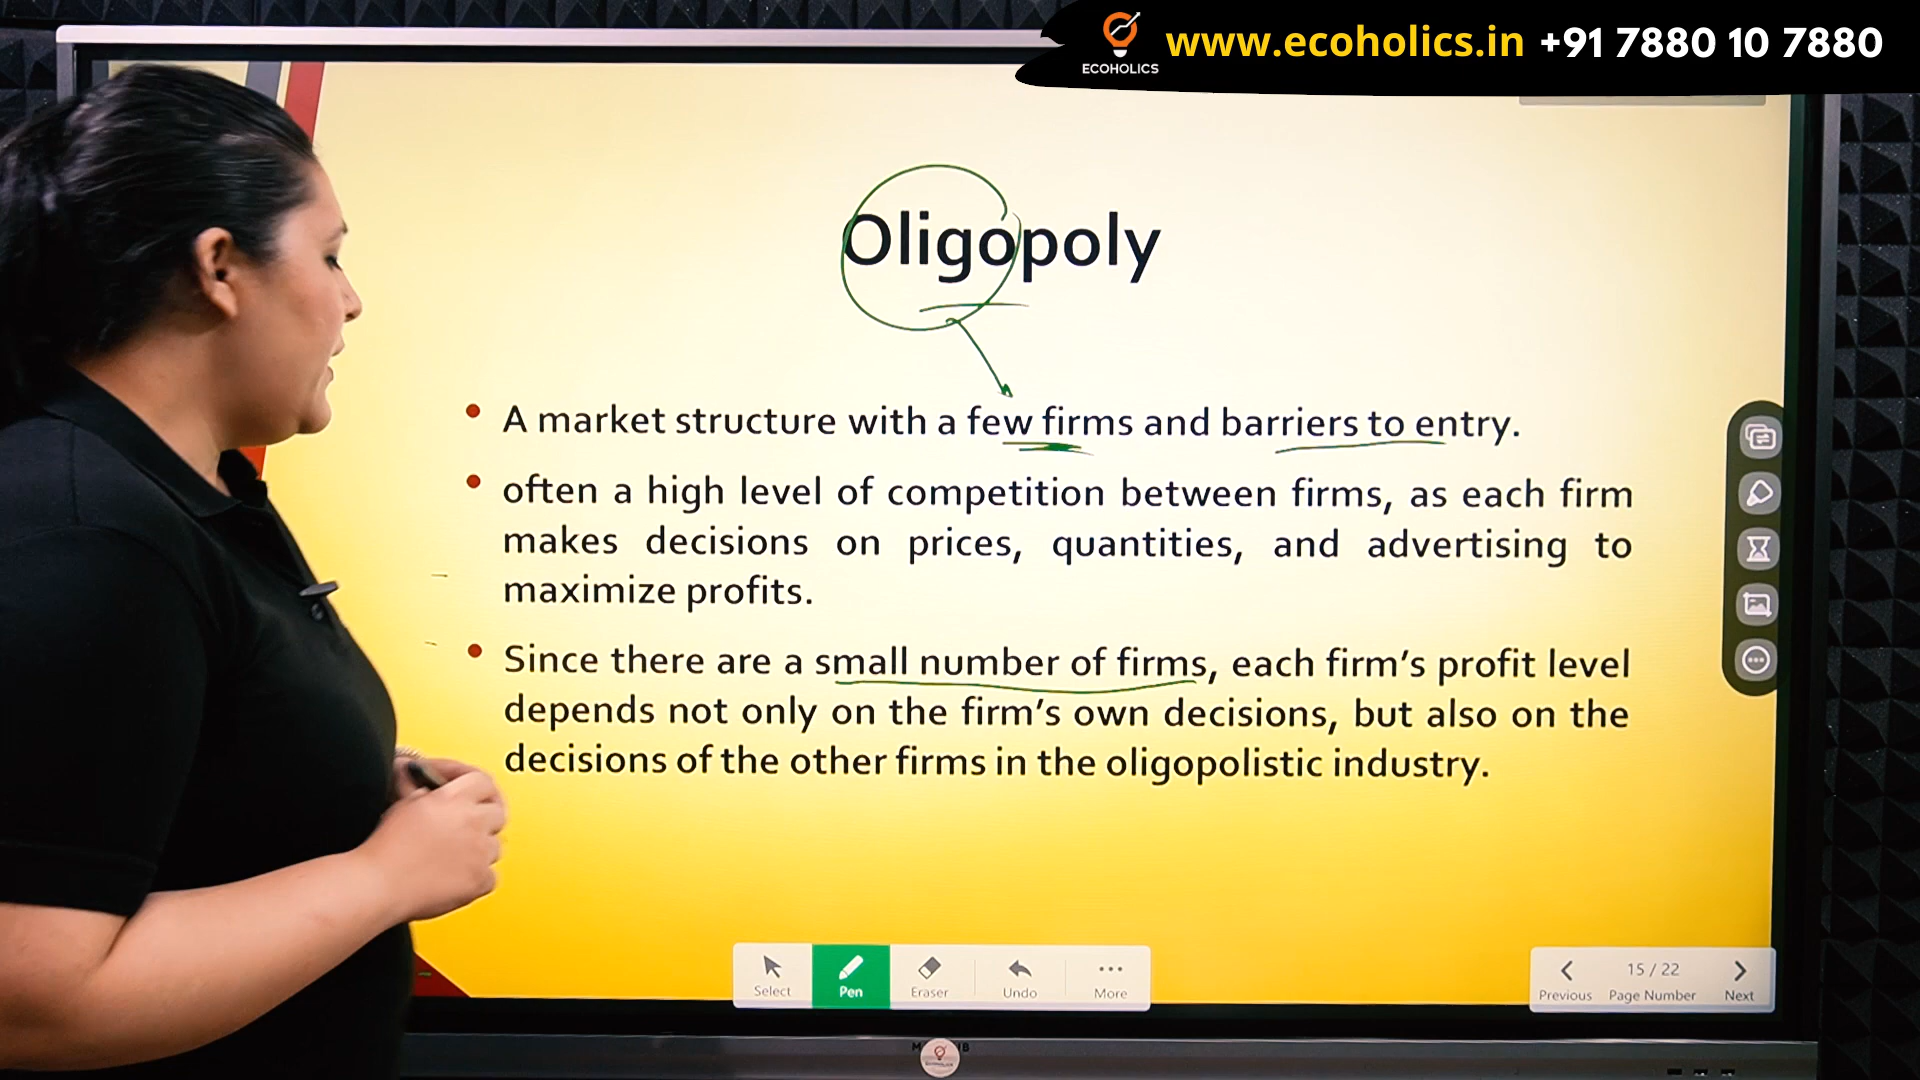 www.ecoholics.in +91 7880 10 7880
ECOHOLICS
Oligopoly
• A market structure with a few firms and barriers to entry.
• often a high level of competition between firms, as each firm
makes decisions on prices, quantities, and advertising to
maximize profits.
• Since there are a small number of firms, each firm's profit level
depends not only on the firm's own decisions, but also on the
decisions of the other firms in the oligopolistic industry.
Select Pen Eraser Undo More
15 / 22
Previous Page Number Next